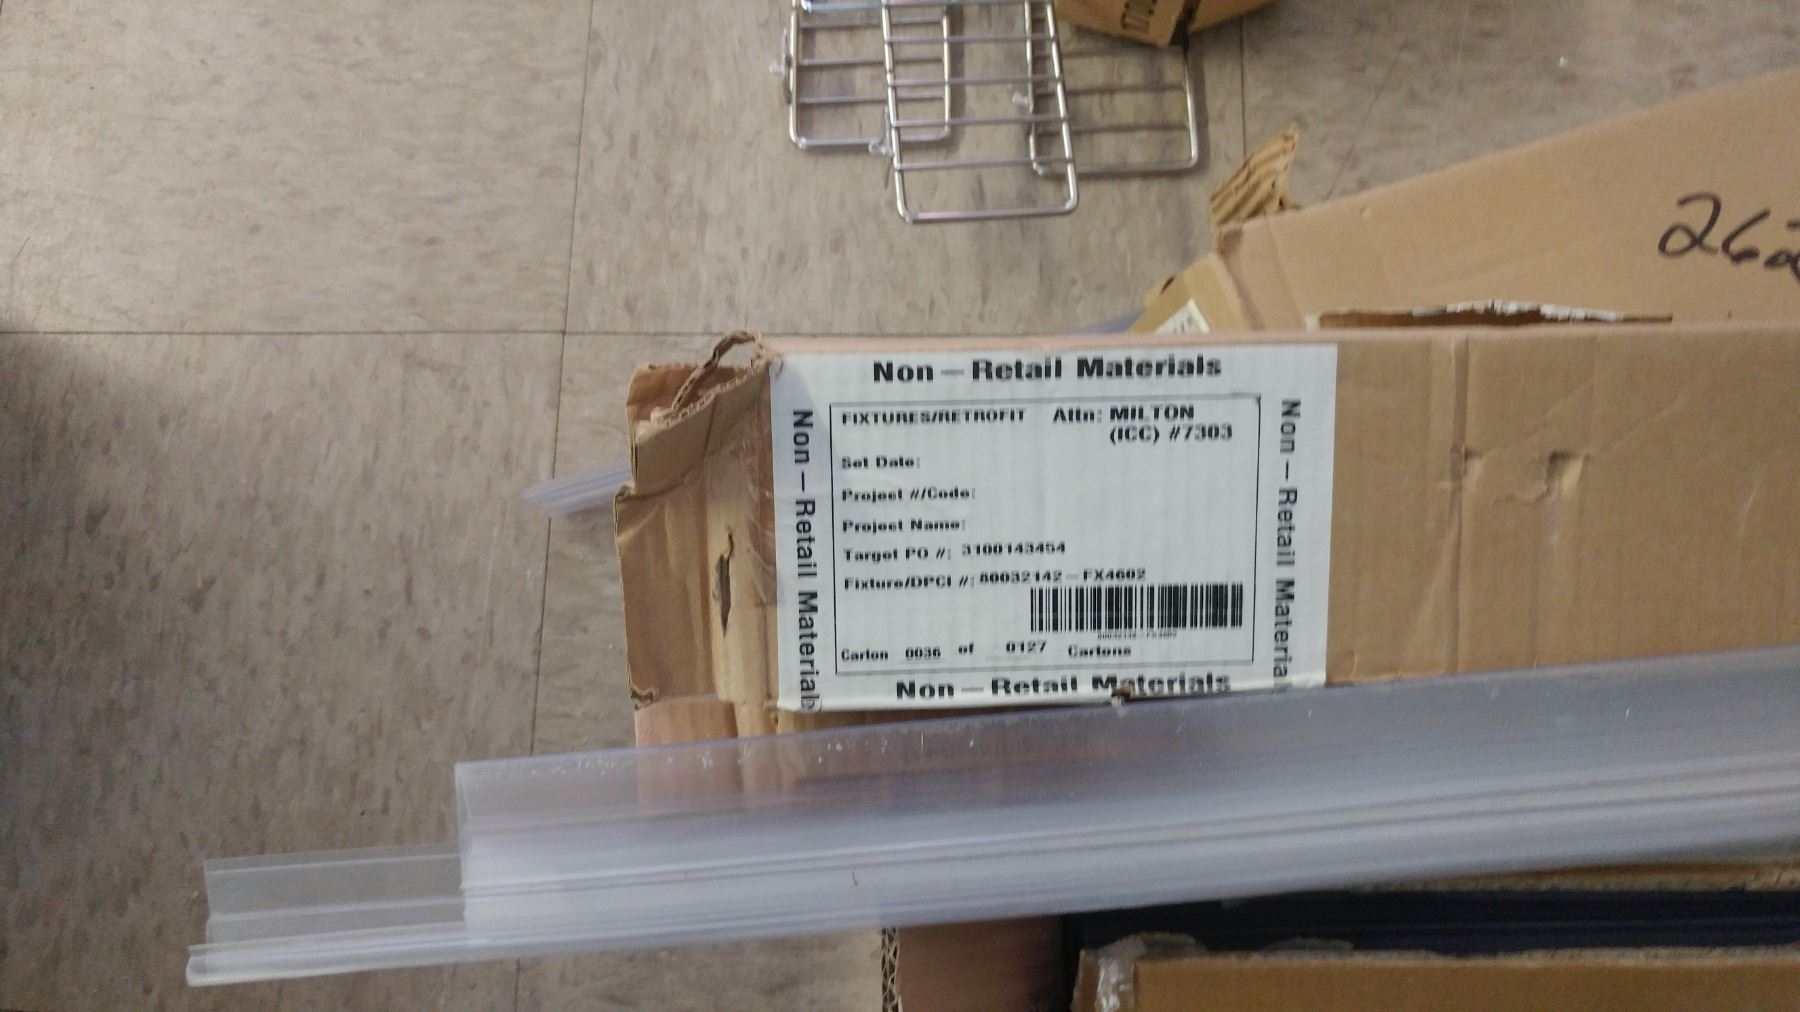 262
Non - Retail Materials
FIXTURES/RETROFIT Attn: MILTON
(ICC) #7303
Set Date:
Project #/Code:
Project Name:
Target PO #: 3100143454
Fixture/DPCI #: 80032142-FX4602
Carton 0036 of 0127 Cartons
Non - Retail Materials
Non - Retail Materials
Non - Retail Materials